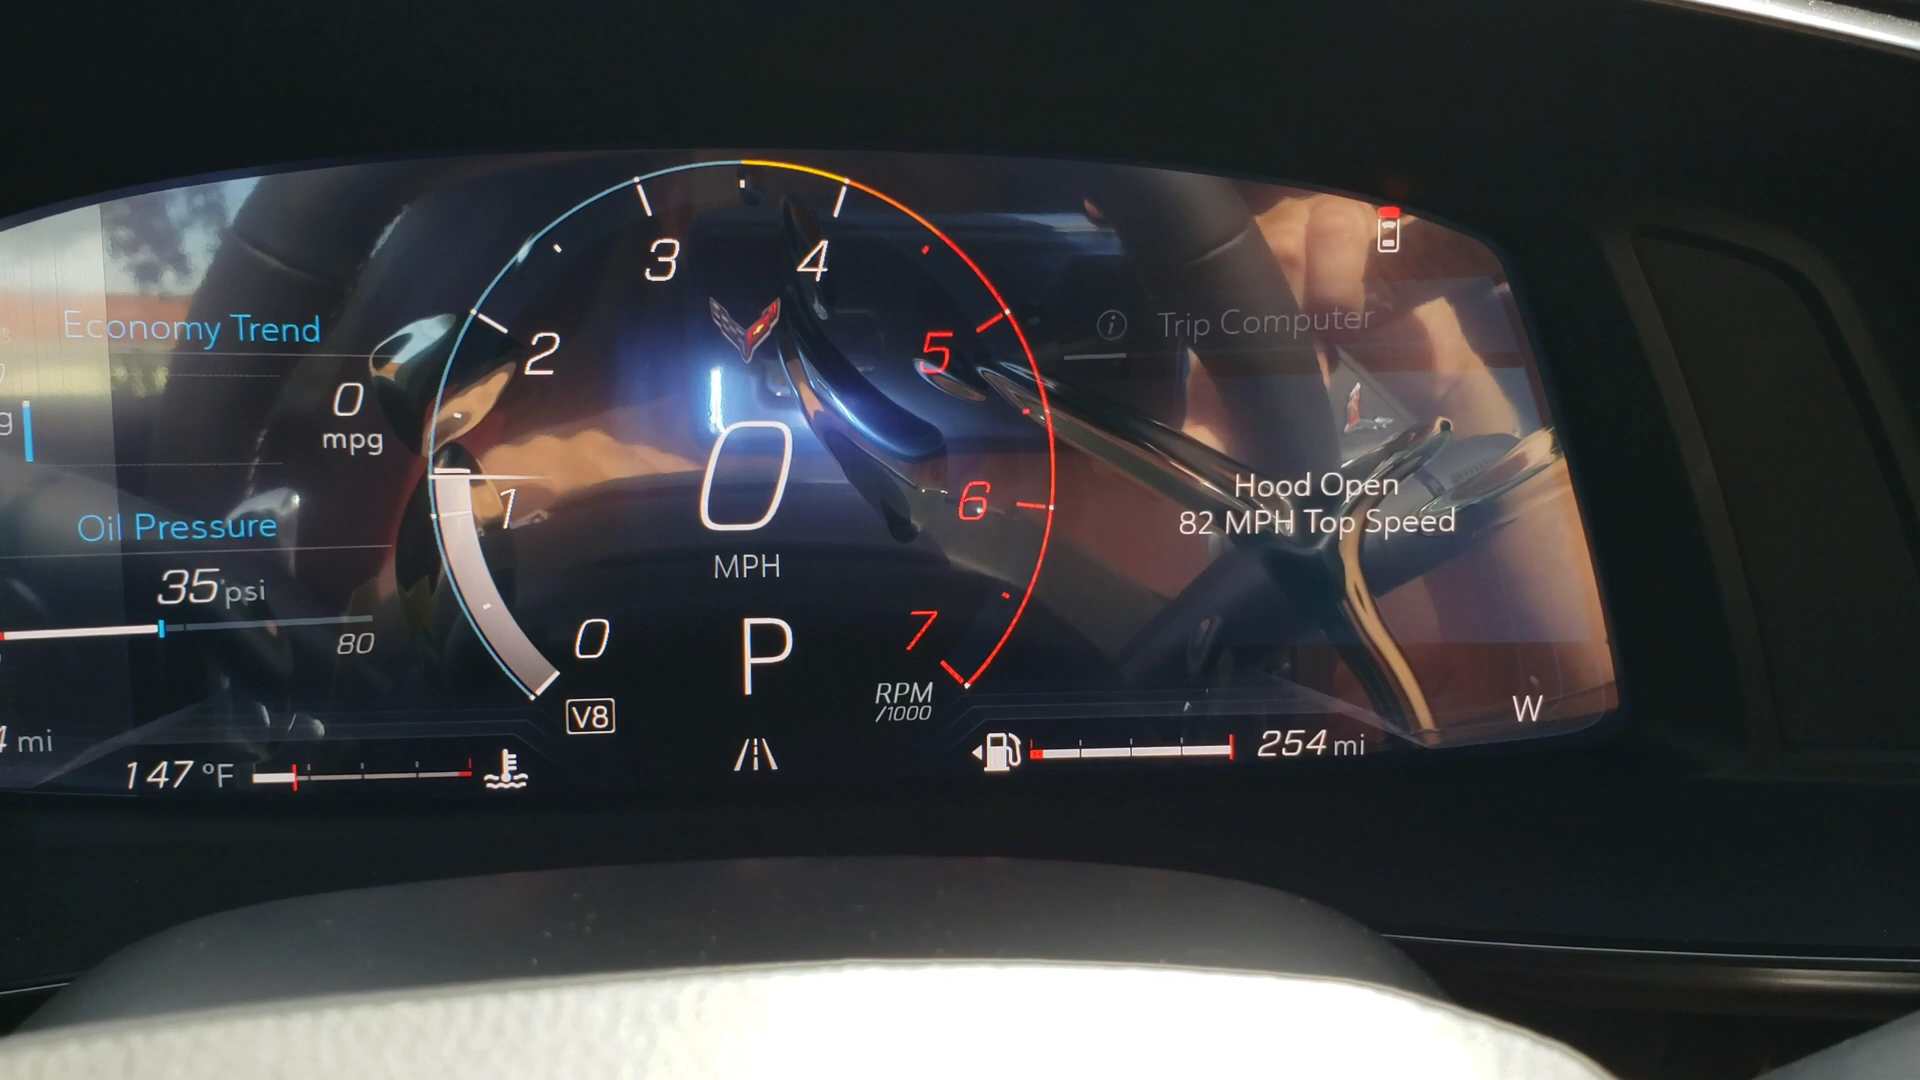 Economy Trend
0
mpg
g
Oil Pressure
35 psi
80
4 mi
147 °F
0
1
2
3
4
5
6
7
RPM
/1000
0
MPH
P
V8
Trip Computer
Hood Open
82 MPH Top Speed
W
254 mi